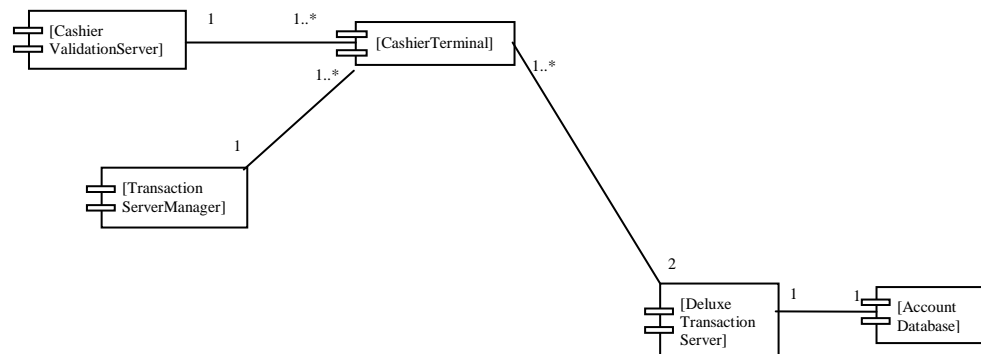 1
1..*
[Cashier
ValidationServer]
[CashierTerminal]
1..*
1..*
1
[Transaction
ServerManager]
2
1
1
[Deluxe
Transaction
Server]
[Account
Database]